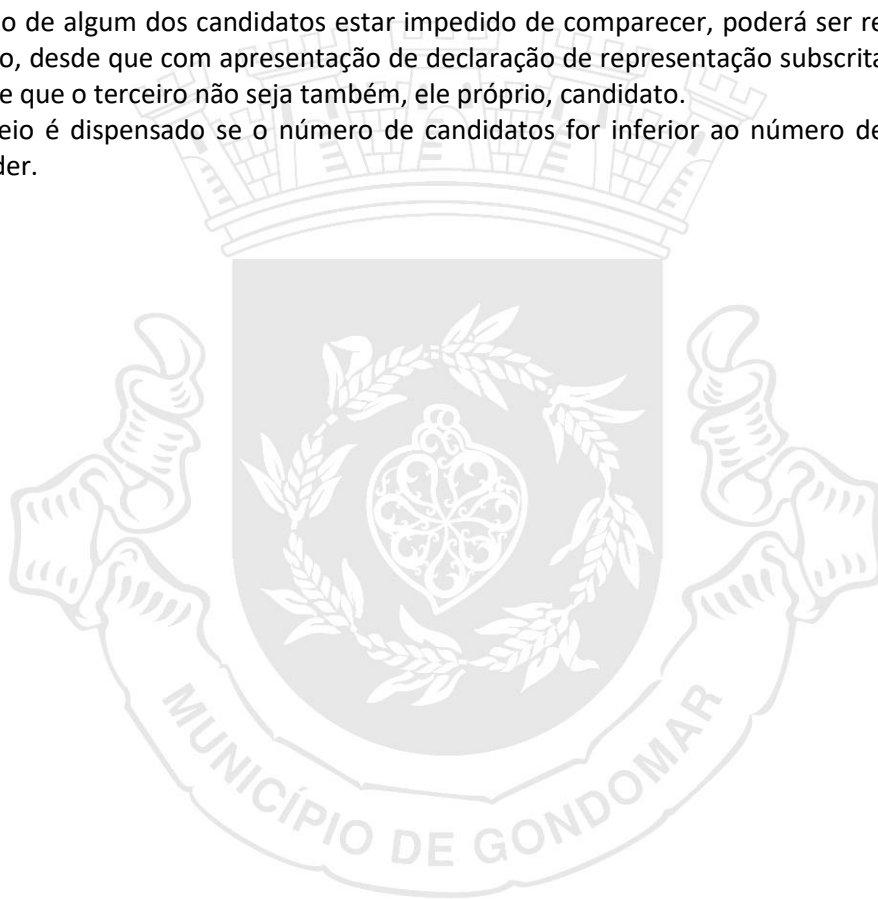 o de algum dos candidatos estar impedido de comparecer, poderá ser re
o, desde que com apresentação de declaração de representação subscrita
e que o terceiro não seja também, ele próprio, candidato.
eio é dispensado se o número de candidatos for inferior ao número de
der.
MUNICÍPIO DE GONDOMAR